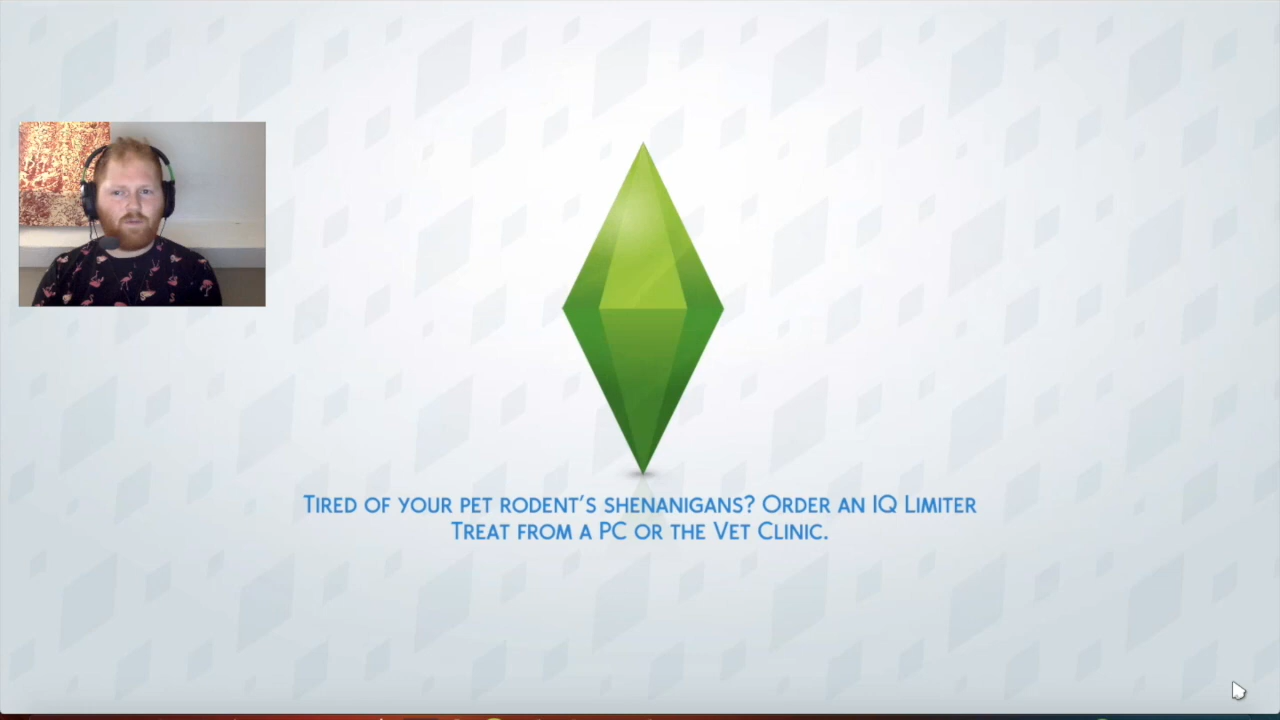 Tired of your pet rodent's shenanigans? Order an IQ Limiter
Treat from a PC or the Vet Clinic.